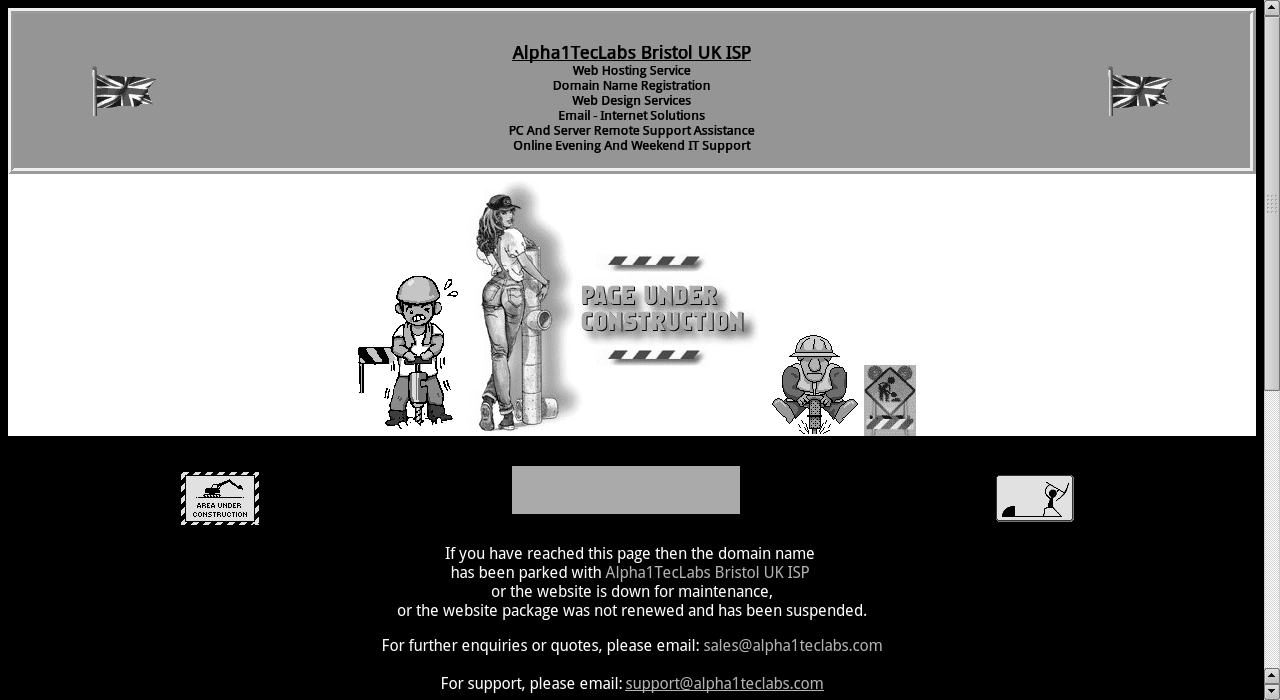 Alpha1TecLabs Bristol UK ISP
Web Hosting Service
Domain Name Registration
Web Design Services
Email - Internet Solutions
PC And Server Remote Support Assistance
Online Evening And Weekend IT Support
PAGE UNDER
CONSTRUCTION
AREA UNDER
CONSTRUCTION
If you have reached this page then the domain name
has been parked with Alpha1TecLabs Bristol UK ISP
or the website is down for maintenance,
or the website package was not renewed and has been suspended.
For further enquiries or quotes, please email: sales@alpha1teclabs.com
For support, please email: support@alpha1teclabs.com